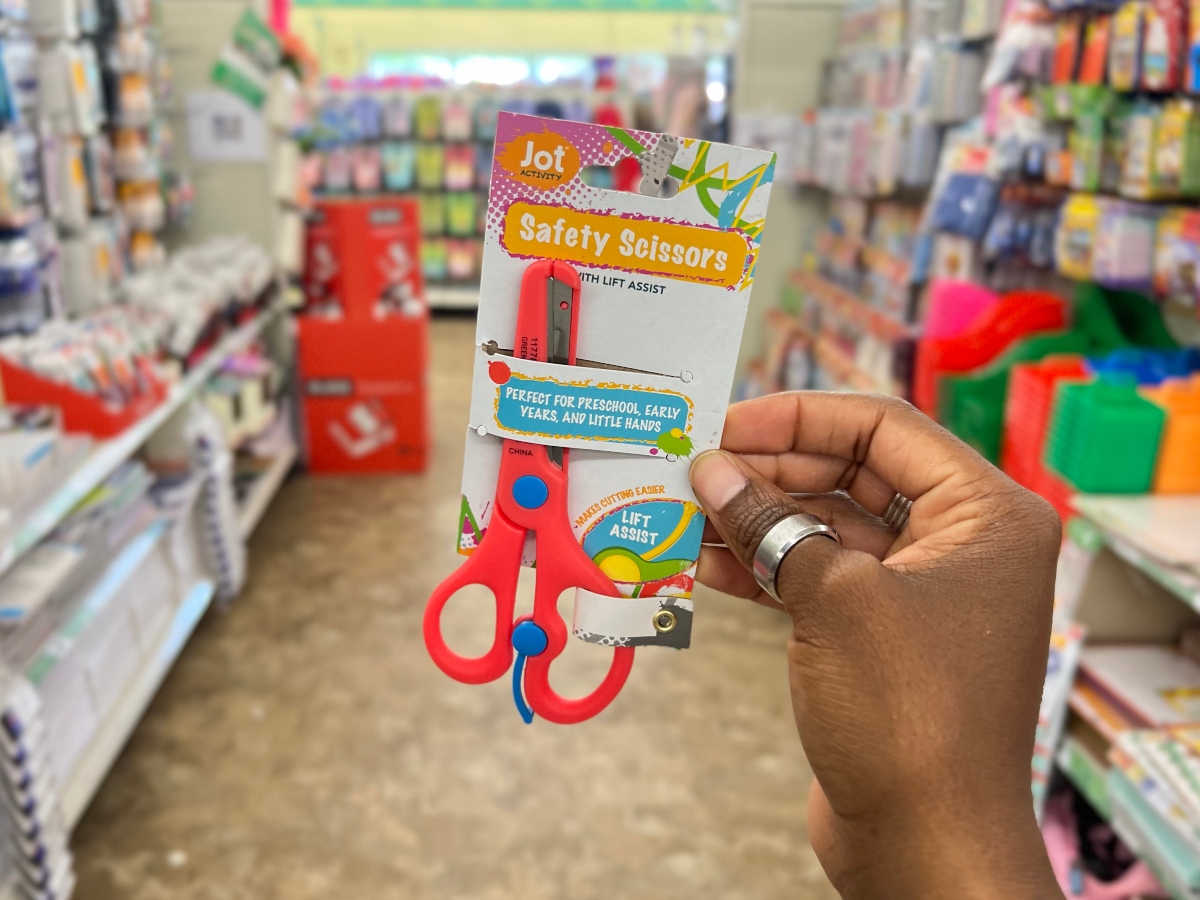 Jot
ACTIVITY
Safety Scissors
WITH LIFT ASSIST
PERFECT FOR PRESCHOOL, EARLY
YEARS, AND LITTLE HANDS
CHINA
MAKES CUTTING EASIER
LIFT
ASSIST